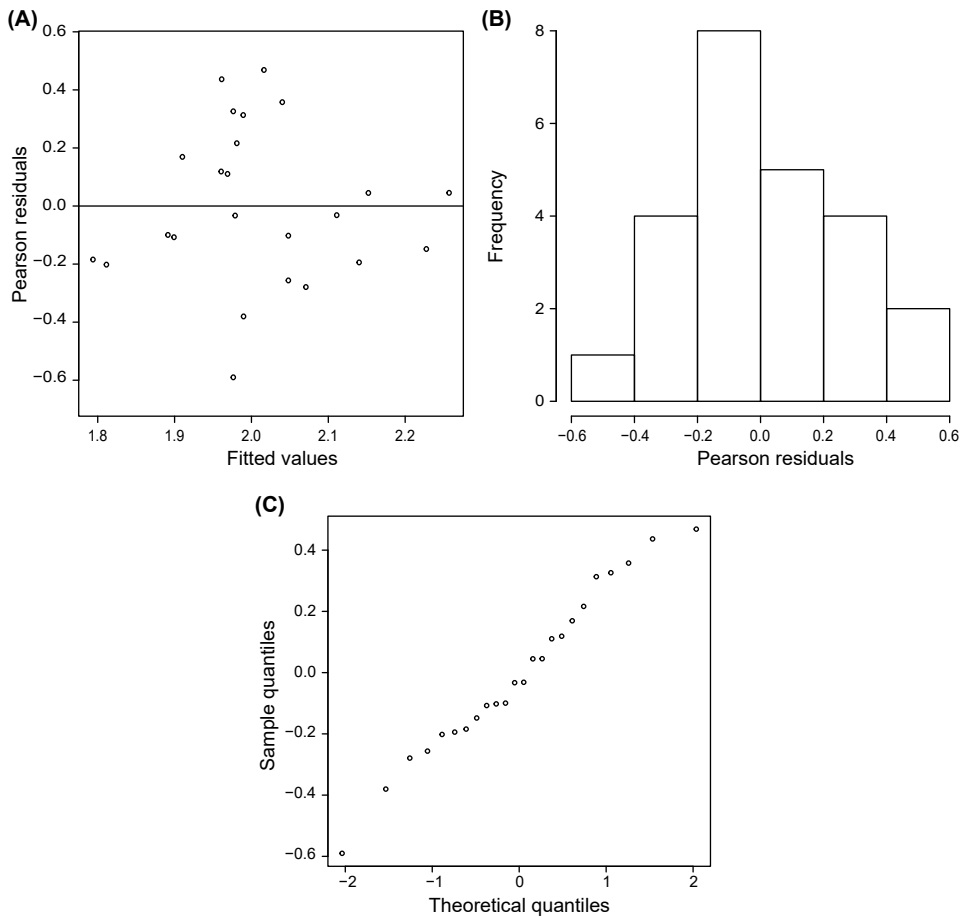 (A)
0.6
0.4
0.2
0.0
−0.2
−0.4
−0.6
Pearson residuals
1.8 1.9 2.0 2.1 2.2
Fitted values
(B)
8
6
4
2
0
Frequency
−0.6 −0.4 −0.2 0.0 0.2 0.4 0.6
Pearson residuals
(C)
0.4
0.2
0.0
−0.2
−0.4
−0.6
Sample quantiles
−2 −1 0 1 2
Theoretical quantiles